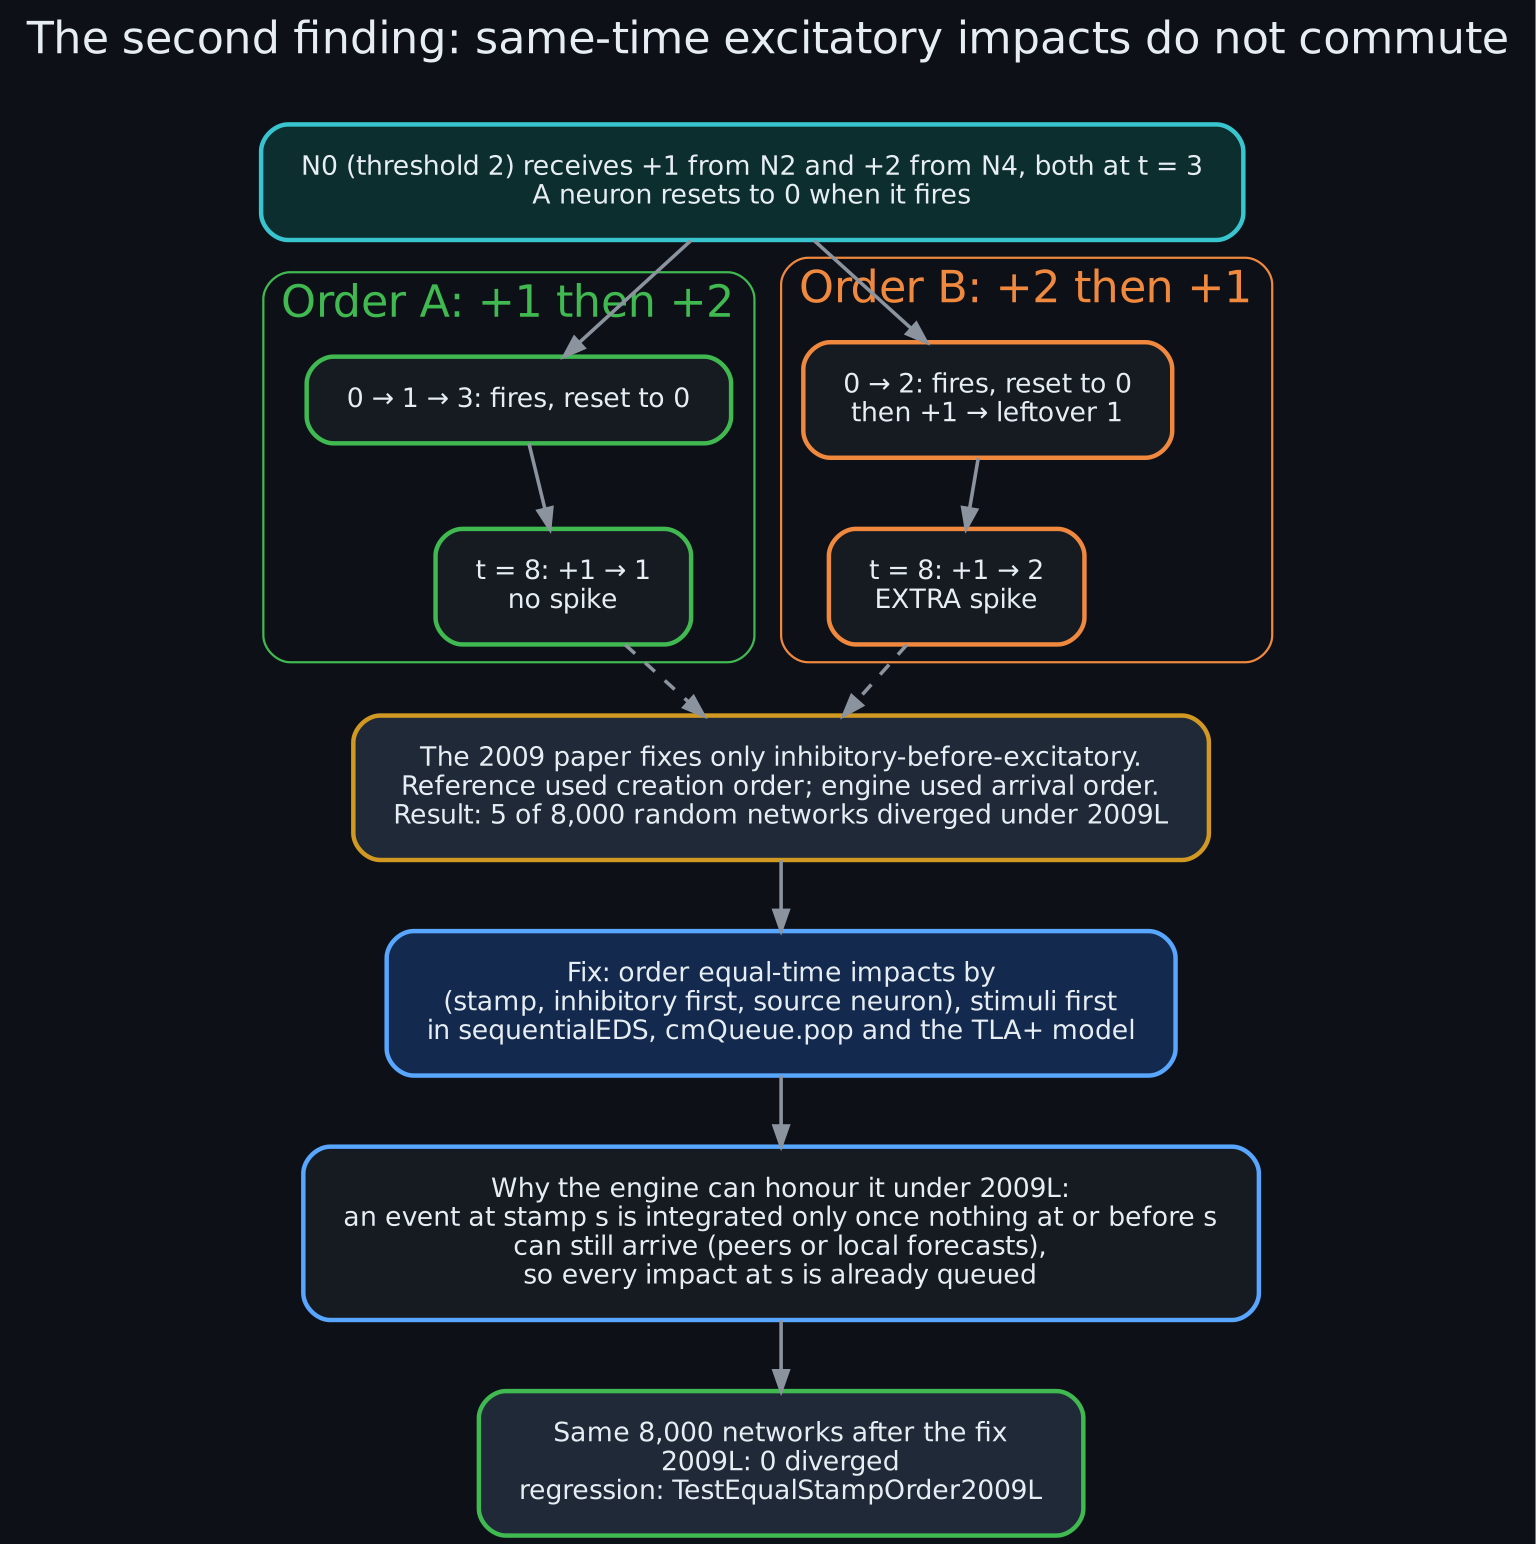 The second finding: same-time excitatory impacts do not commute
N0 (threshold 2) receives +1 from N2 and +2 from N4, both at t = 3
A neuron resets to 0 when it fires
Order A: +1 then +2
0 → 1 → 3: fires, reset to 0
t = 8: +1 → 1
no spike
Order B: +2 then +1
0 → 2: fires, reset to 0
then +1 → leftover 1
t = 8: +1 → 2
EXTRA spike
The 2009 paper fixes only inhibitory-before-excitatory.
Reference used creation order; engine used arrival order.
Result: 5 of 8,000 random networks diverged under 2009L
Fix: order equal-time impacts by
(stamp, inhibitory first, source neuron), stimuli first
in sequentialEDS, cmQueue.pop and the TLA+ model
Why the engine can honour it under 2009L:
an event at stamp s is integrated only once nothing at or before s
can still arrive (peers or local forecasts),
so every impact at s is already queued
Same 8,000 networks after the fix
2009L: 0 diverged
regression: TestEqualStampOrder2009L